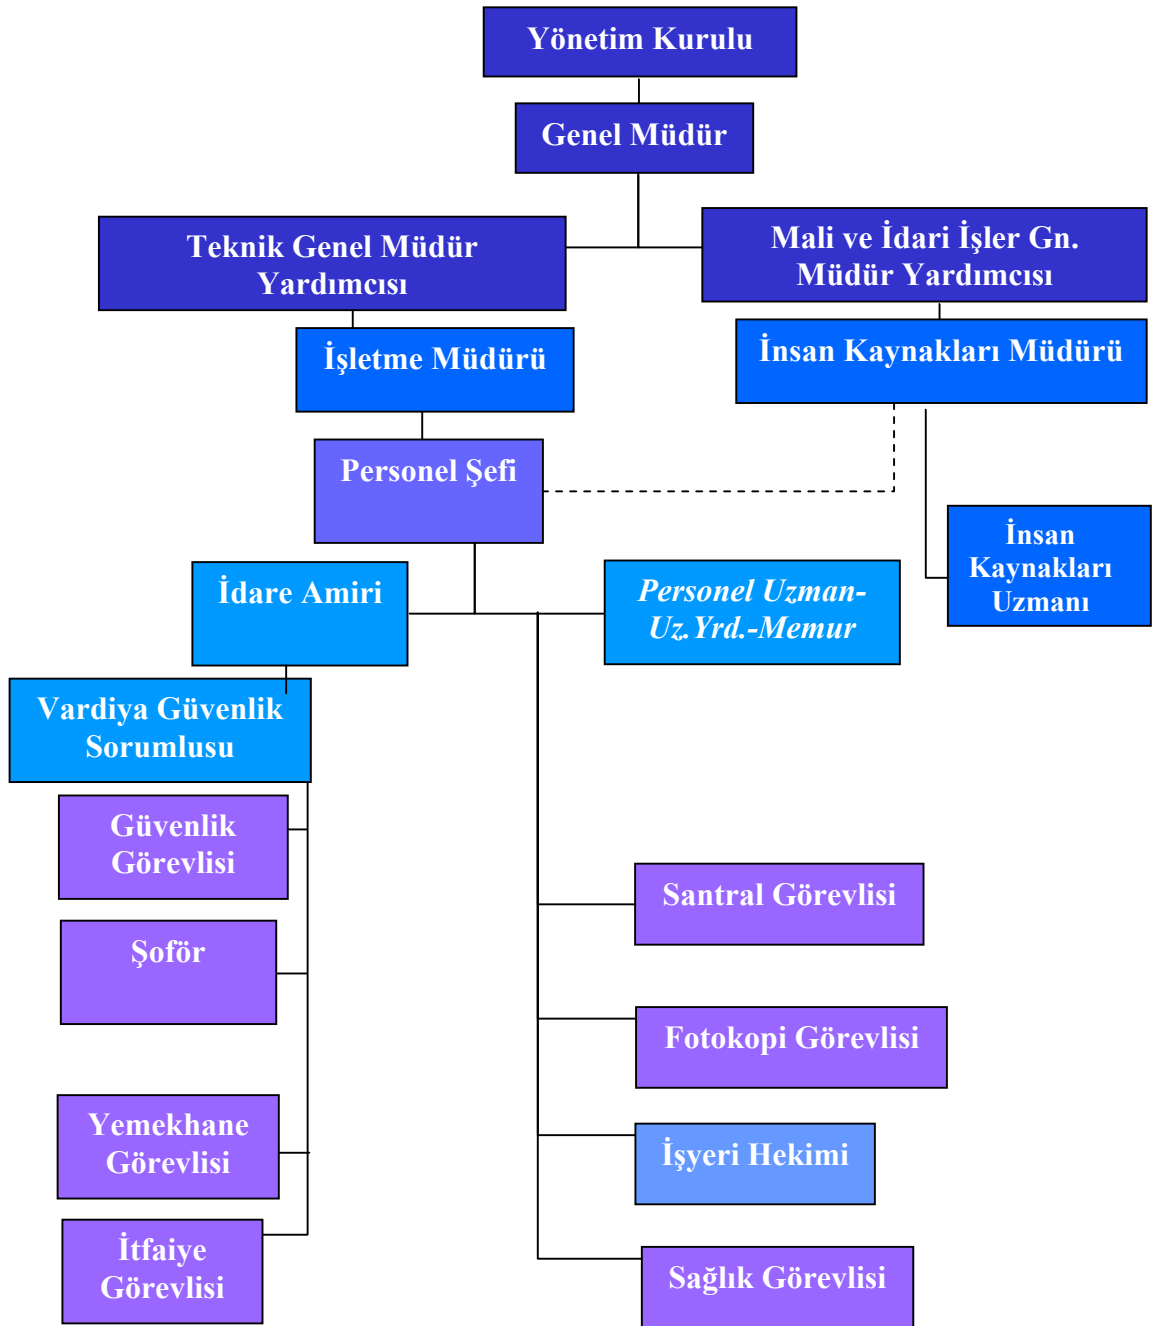 Yönetim Kurulu
Genel Müdür
Teknik Genel Müdür
Yardımcısı
Mali ve İdari İşler Gn.
Müdür Yardımcısı
İşletme Müdürü
İnsan Kaynakları Müdürü
Personel Şefi
İnsan
Kaynakları
Uzmanı
İdare Amiri
Personel Uzman-
Uz.Yrd.-Memur
Vardiya Güvenlik
Sorumlusu
Güvenlik
Görevlisi
Şoför
Yemekhane
Görevlisi
İtfaiye
Görevlisi
Santral Görevlisi
Fotokopi Görevlisi
İşyeri Hekimi
Sağlık Görevlisi